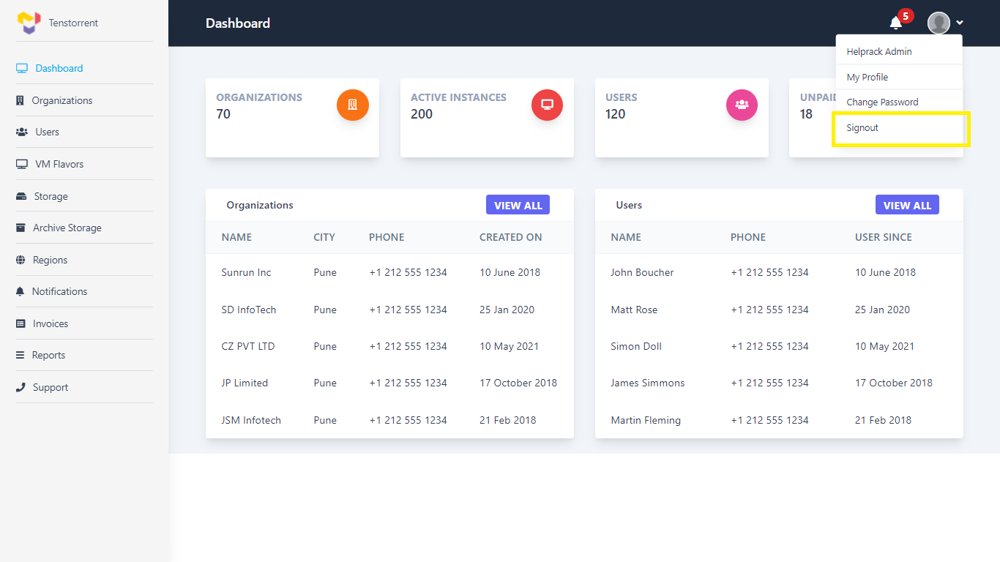 Tenstorrent
Dashboard
Organizations
Users
VM Flavors
Storage
Archive Storage
Regions
Notifications
Invoices
Reports
Support
Dashboard
5
Helprack Admin
My Profile
Change Password
Signout
ORGANIZATIONS
70
ACTIVE INSTANCES
200
USERS
120
18
Organizations VIEW ALL
NAME CITY PHONE CREATED ON
Sunrun Inc Pune +1 212 555 1234 10 June 2018
SD InfoTech Pune +1 212 555 1234 25 Jan 2020
CZ PVT LTD Pune +1 212 555 1234 10 May 2021
JP Limited Pune +1 212 555 1234 17 October 2018
JSM Infotech Pune +1 212 555 1234 21 Feb 2018
Users VIEW ALL
NAME PHONE USER SINCE
John Boucher +1 212 555 1234 10 June 2018
Matt Rose +1 212 555 1234 25 Jan 2020
Simon Doll +1 212 555 1234 10 May 2021
James Simmons +1 212 555 1234 17 October 2018
Martin Fleming +1 212 555 1234 21 Feb 2018